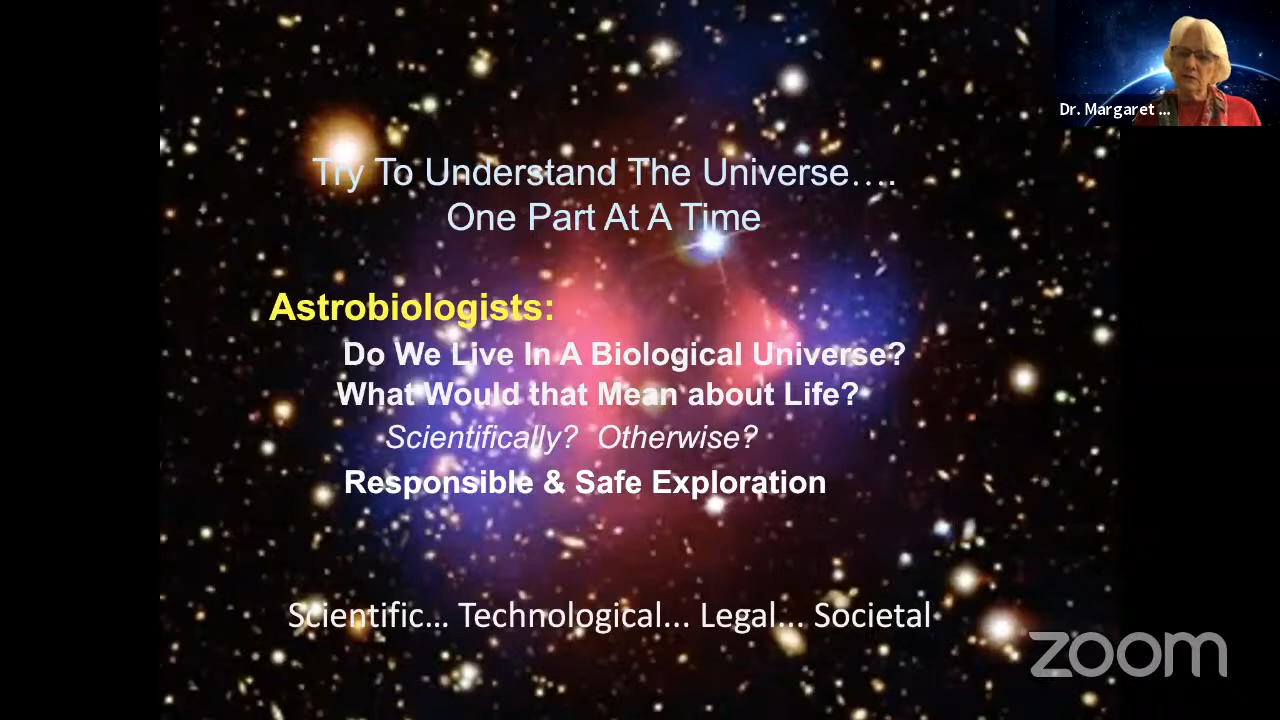 Dr. Margaret ...
Try To Understand The Universe….
One Part At A Time
Astrobiologists:
Do We Live In A Biological Universe?
What Would that Mean about Life?
Scientifically? Otherwise?
Responsible & Safe Exploration
Scientific... Technological... Legal... Societal
zoom